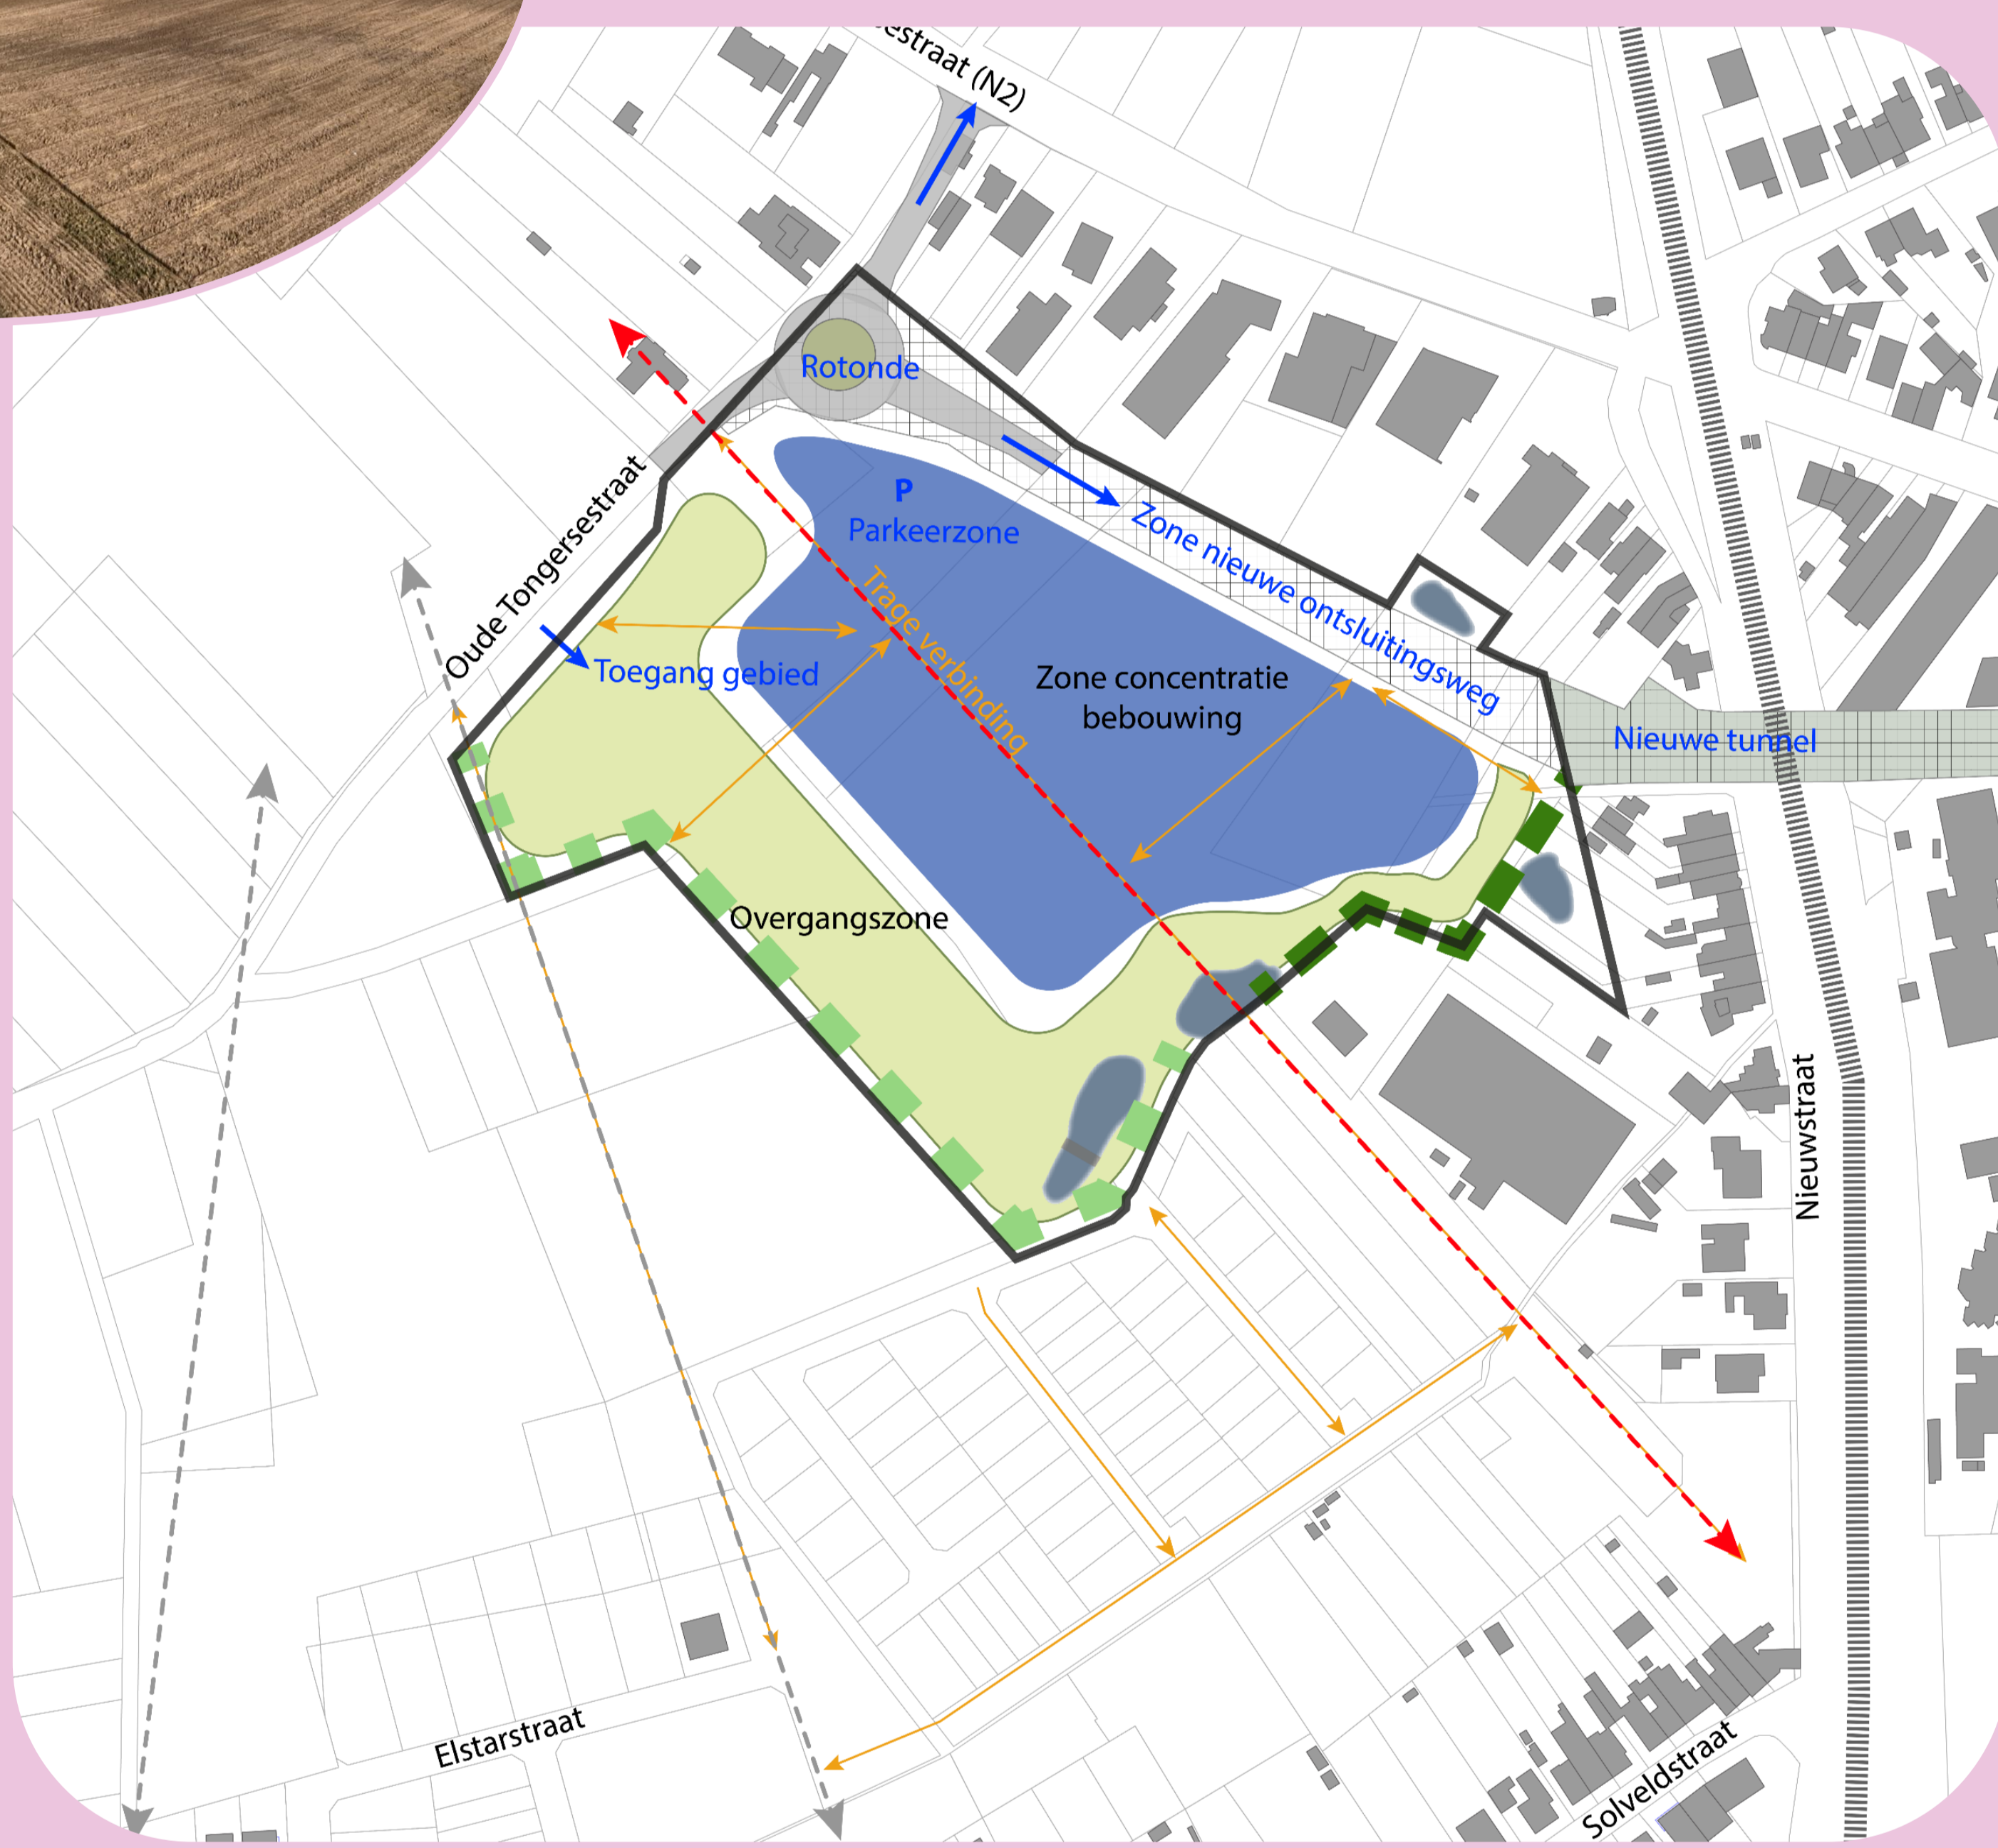 (N2)
Rotonde
P
Parkeerzone
Oude Tongersestraat
Zone nieuwe ontsluitingsweg
Trage verbinding
Toegang gebied
Zone concentratie
bebouwing
Nieuwe tunnel
Overgangszone
Nieuwstraat
Elstarstraat
Solveldstraat